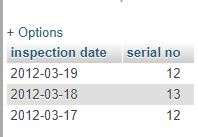 + Options
inspection date serial no
2012-03-19 12
2012-03-18 13
2012-03-17 12